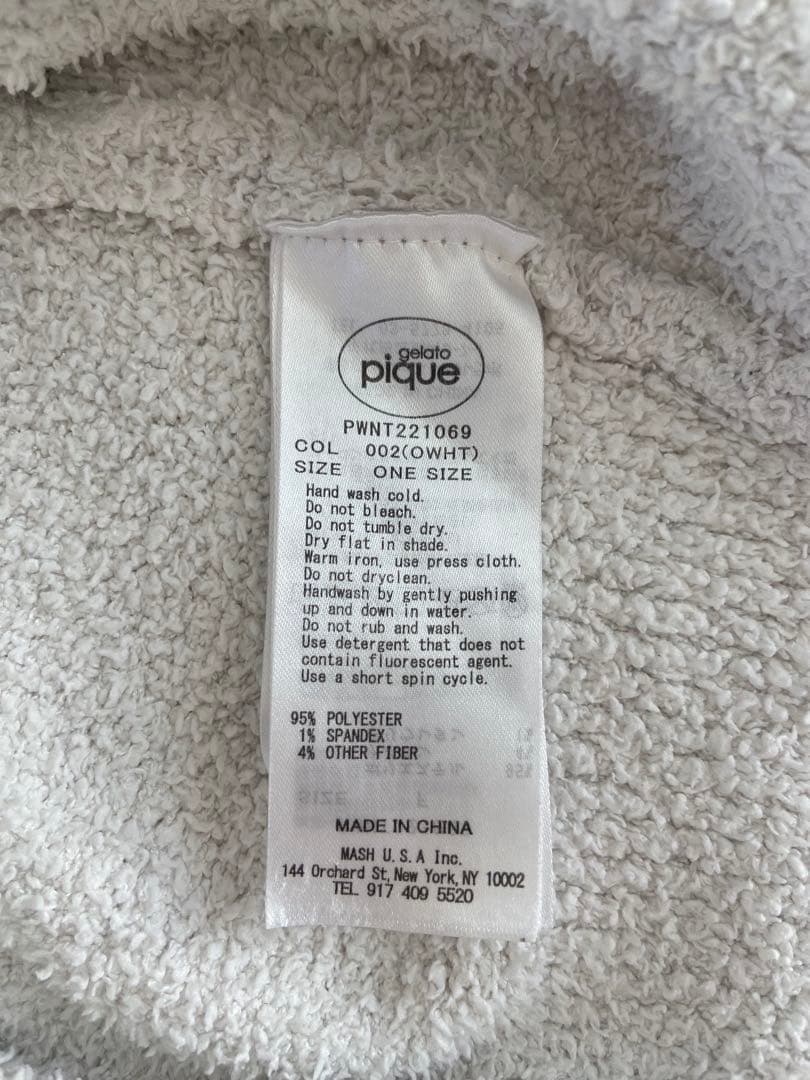 gelato
pique
PWNT221069
COL 002(OWHT)
SIZE ONE SIZE
Hand wash cold.
Do not bleach.
Do not tumble dry.
Dry flat in shade.
Warm iron, use press cloth.
Do not dryclean.
Handwash by gently pushing
up and down in water.
Do not rub and wash.
Use detergent that does not
contain fluorescent agent.
Use a short spin cycle.
95% POLYESTER
1% SPANDEX
4% OTHER FIBER
MADE IN CHINA
MASH U.S.A Inc.
144 Orchard St, New York, NY 10002
TEL 917 409 5520